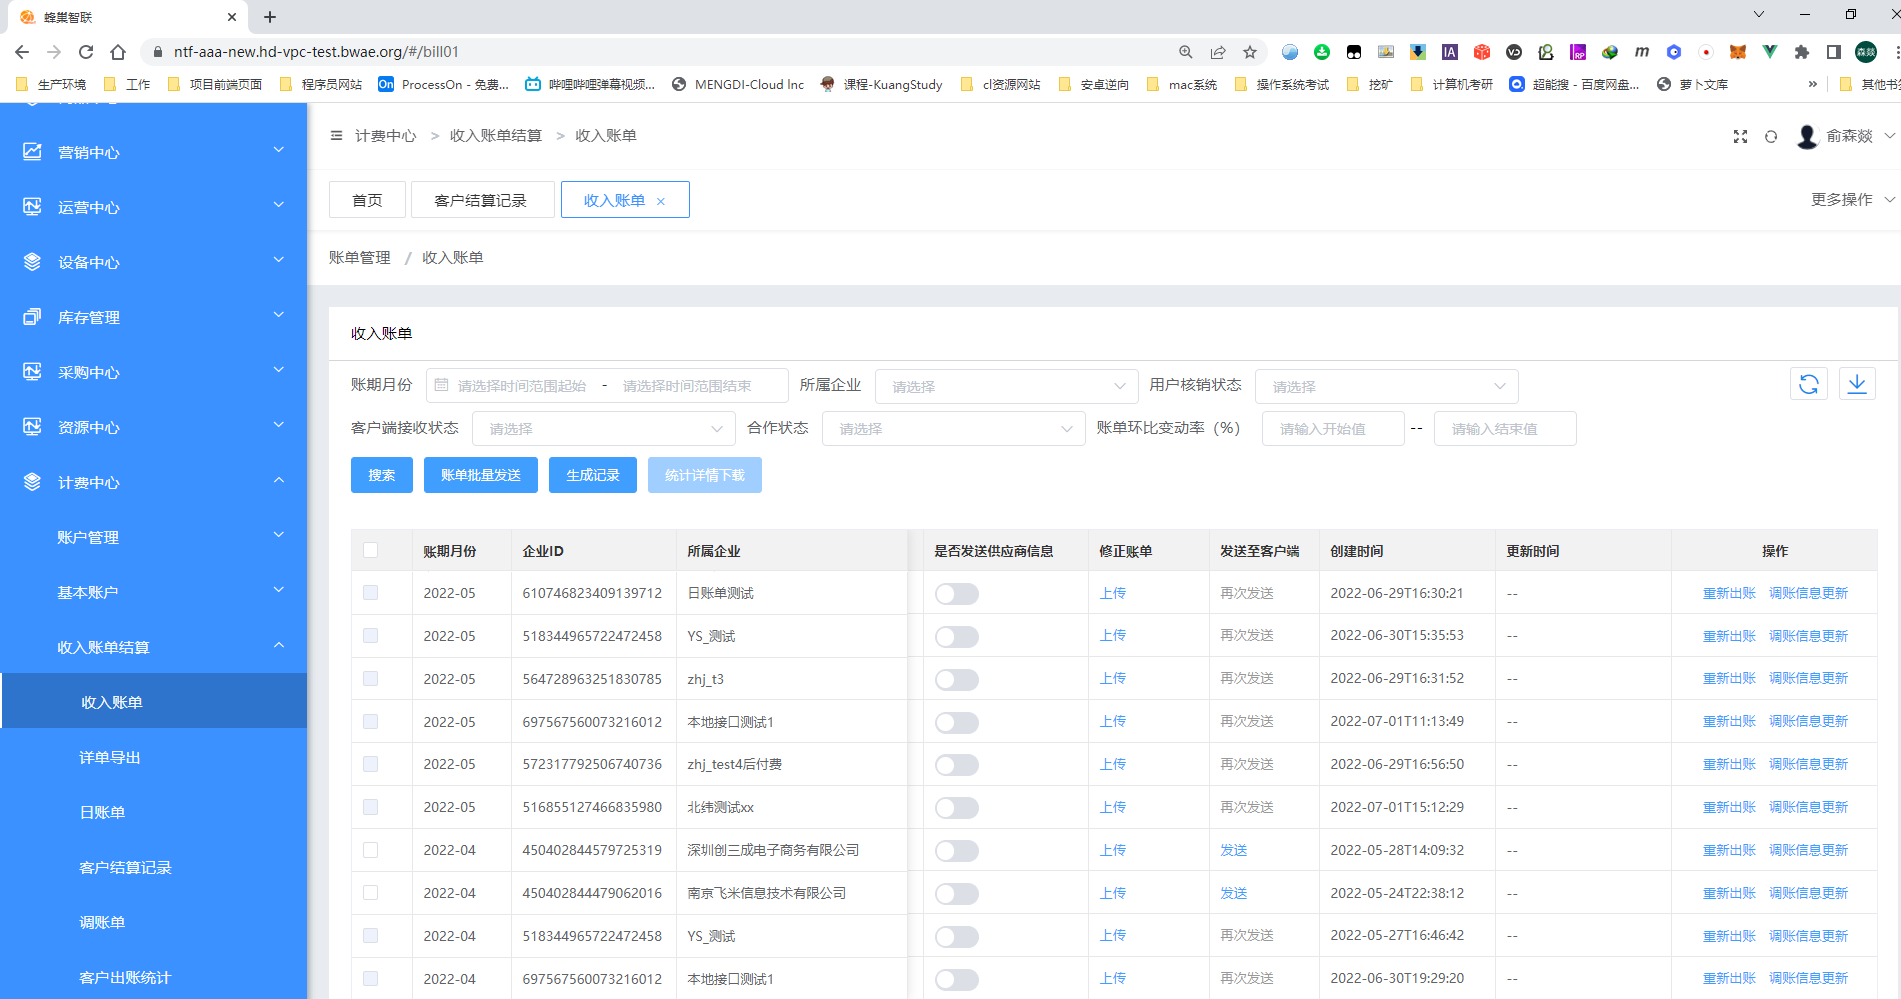 蜂巢智联
ntf-aaa-new.hd-vpc-test.bwae.org/#/bill01
生产环境 工作 项目前端页面 程序员网站 On ProcessOn - 免费... 哔哩哔哩弹幕视频... MENGDI-Cloud Inc 课程-KuangStudy cl资源网站 安卓逆向 mac系统 操作系统考试 挖矿 计算机考研 超能搜 - 百度网盘... 萝卜文库 » 其他书签
营销中心
运营中心
设备中心
库存管理
采购中心
资源中心
计费中心
账户管理
基本账户
收入账单结算
收入账单
详单导出
日账单
客户结算记录
调账单
客户出账统计
计费中心 > 收入账单结算 > 收入账单
俞森燚
首页 客户结算记录 收入账单 ×
更多操作
账单管理 / 收入账单
收入账单
账期月份 请选择时间范围起始 - 请选择时间范围结束 所属企业 请选择 用户核销状态 请选择
客户端接收状态 请选择 合作状态 请选择 账单环比变动率（%） 请输入开始值 -- 请输入结束值
搜索 账单批量发送 生成记录 统计详情下载
账期月份 企业ID 所属企业 是否发送供应商信息 修正账单 发送至客户端 创建时间 更新时间 操作
2022-05 610746823409139712 日账单测试 上传 再次发送 2022-06-29T16:30:21 -- 重新出账 调账信息更新
2022-05 518344965722472458 YS_测试 上传 再次发送 2022-06-30T15:35:53 -- 重新出账 调账信息更新
2022-05 564728963251830785 zhj_t3 上传 再次发送 2022-06-29T16:31:52 -- 重新出账 调账信息更新
2022-05 697567560073216012 本地接口测试1 上传 再次发送 2022-07-01T11:13:49 -- 重新出账 调账信息更新
2022-05 572317792506740736 zhj_test4后付费 上传 再次发送 2022-06-29T16:56:50 -- 重新出账 调账信息更新
2022-05 516855127466835980 北纬测试xx 上传 再次发送 2022-07-01T15:12:29 -- 重新出账 调账信息更新
2022-04 450402844579725319 深圳创三成电子商务有限公司 上传 发送 2022-05-28T14:09:32 -- 重新出账 调账信息更新
2022-04 450402844479062016 南京飞米信息技术有限公司 上传 发送 2022-05-24T22:38:12 -- 重新出账 调账信息更新
2022-04 518344965722472458 YS_测试 上传 再次发送 2022-05-27T16:46:42 -- 重新出账 调账信息更新
2022-04 697567560073216012 本地接口测试1 上传 再次发送 2022-06-30T19:29:20 -- 重新出账 调账信息更新